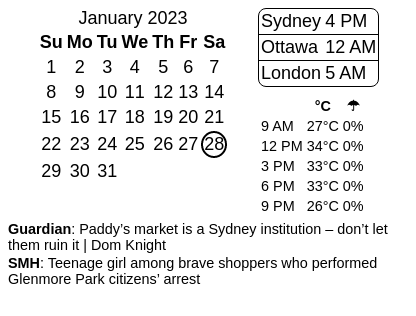 January 2023
Su Mo Tu We Th Fr Sa
1 2 3 4 5 6 7
8 9 10 11 12 13 14
15 16 17 18 19 20 21
22 23 24 25 26 27 28
29 30 31
Sydney 4 PM
Ottawa 12 AM
London 5 AM
°C ☂
9 AM 27°C 0%
12 PM 34°C 0%
3 PM 33°C 0%
6 PM 33°C 0%
9 PM 26°C 0%
Guardian: Paddy’s market is a Sydney institution – don’t let
them ruin it | Dom Knight
SMH: Teenage girl among brave shoppers who performed
Glenmore Park citizens’ arrest